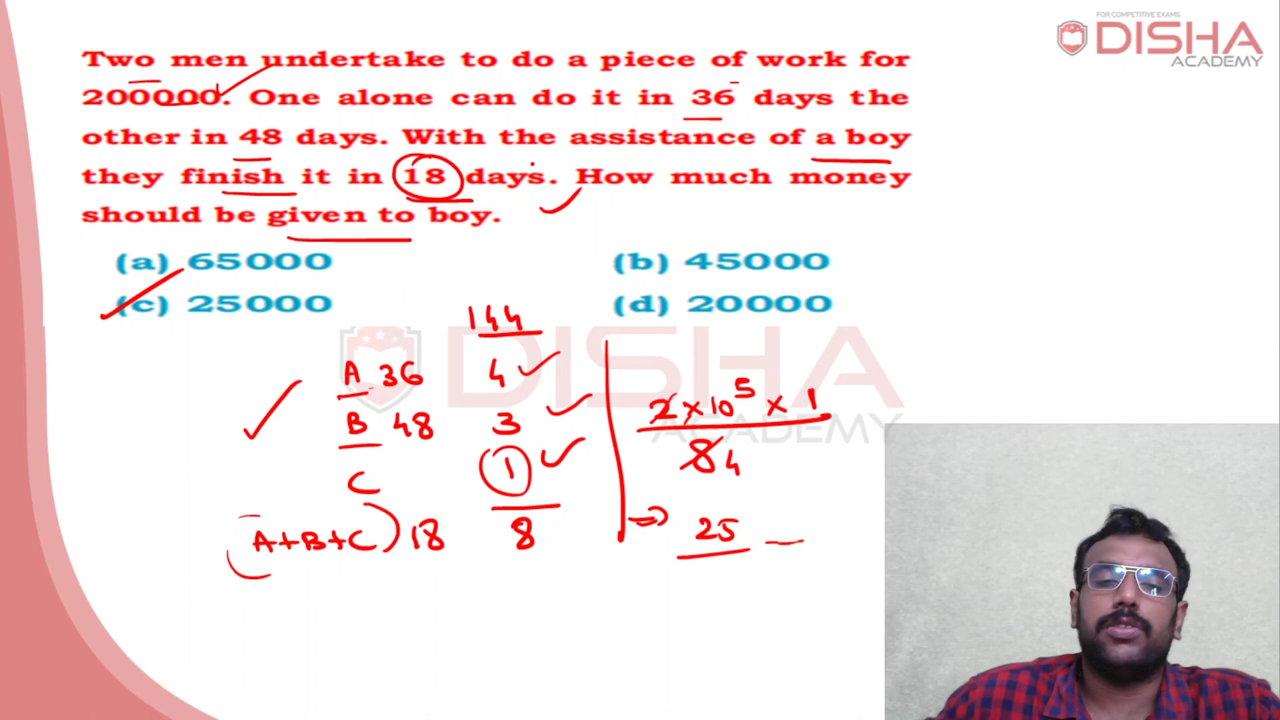 FOR COMPETITIVE EXAMS
DISHA
ACADEMY
Two men undertake to do a piece of work for
200000. One alone can do it in 36 days the
other in 48 days. With the assistance of a boy
they finish it in 18 days. How much money
should be given to boy.
(a) 65000 (b) 45000
(c) 25000 (d) 20000
DISHA
ACADEMY
144
A 36 4
B 48 3
C 1
(A+B+C) 18 8
2 × 10⁵ × 1
8 4
⇒ 25 —